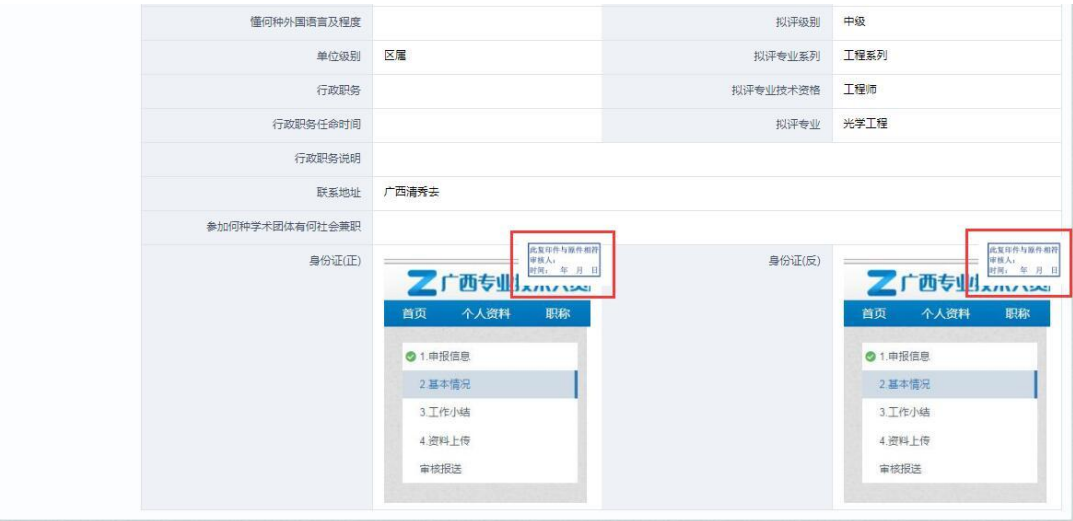 懂何种外国语言及程度 拟评级别 中级
单位级别 区属 拟评专业系列 工程系列
行政职务 拟评专业技术资格 工程师
行政职务任命时间 拟评专业 光学工程
行政职务说明
联系地址 广西清秀去
参加何种学术团体有何社会兼职
身份证(正) 身份证(反)
此复印件与原件相符
审核人:
时间: 年 月 日
广西专业技术人资
首页 个人资料 职称
1.申报信息
2.基本情况
3.工作小结
4.资料上传
审核报送
此复印件与原件相符
审核人:
时间: 年 月 日
广西专业技术人资
首页 个人资料 职称
1.申报信息
2.基本情况
3.工作小结
4.资料上传
审核报送